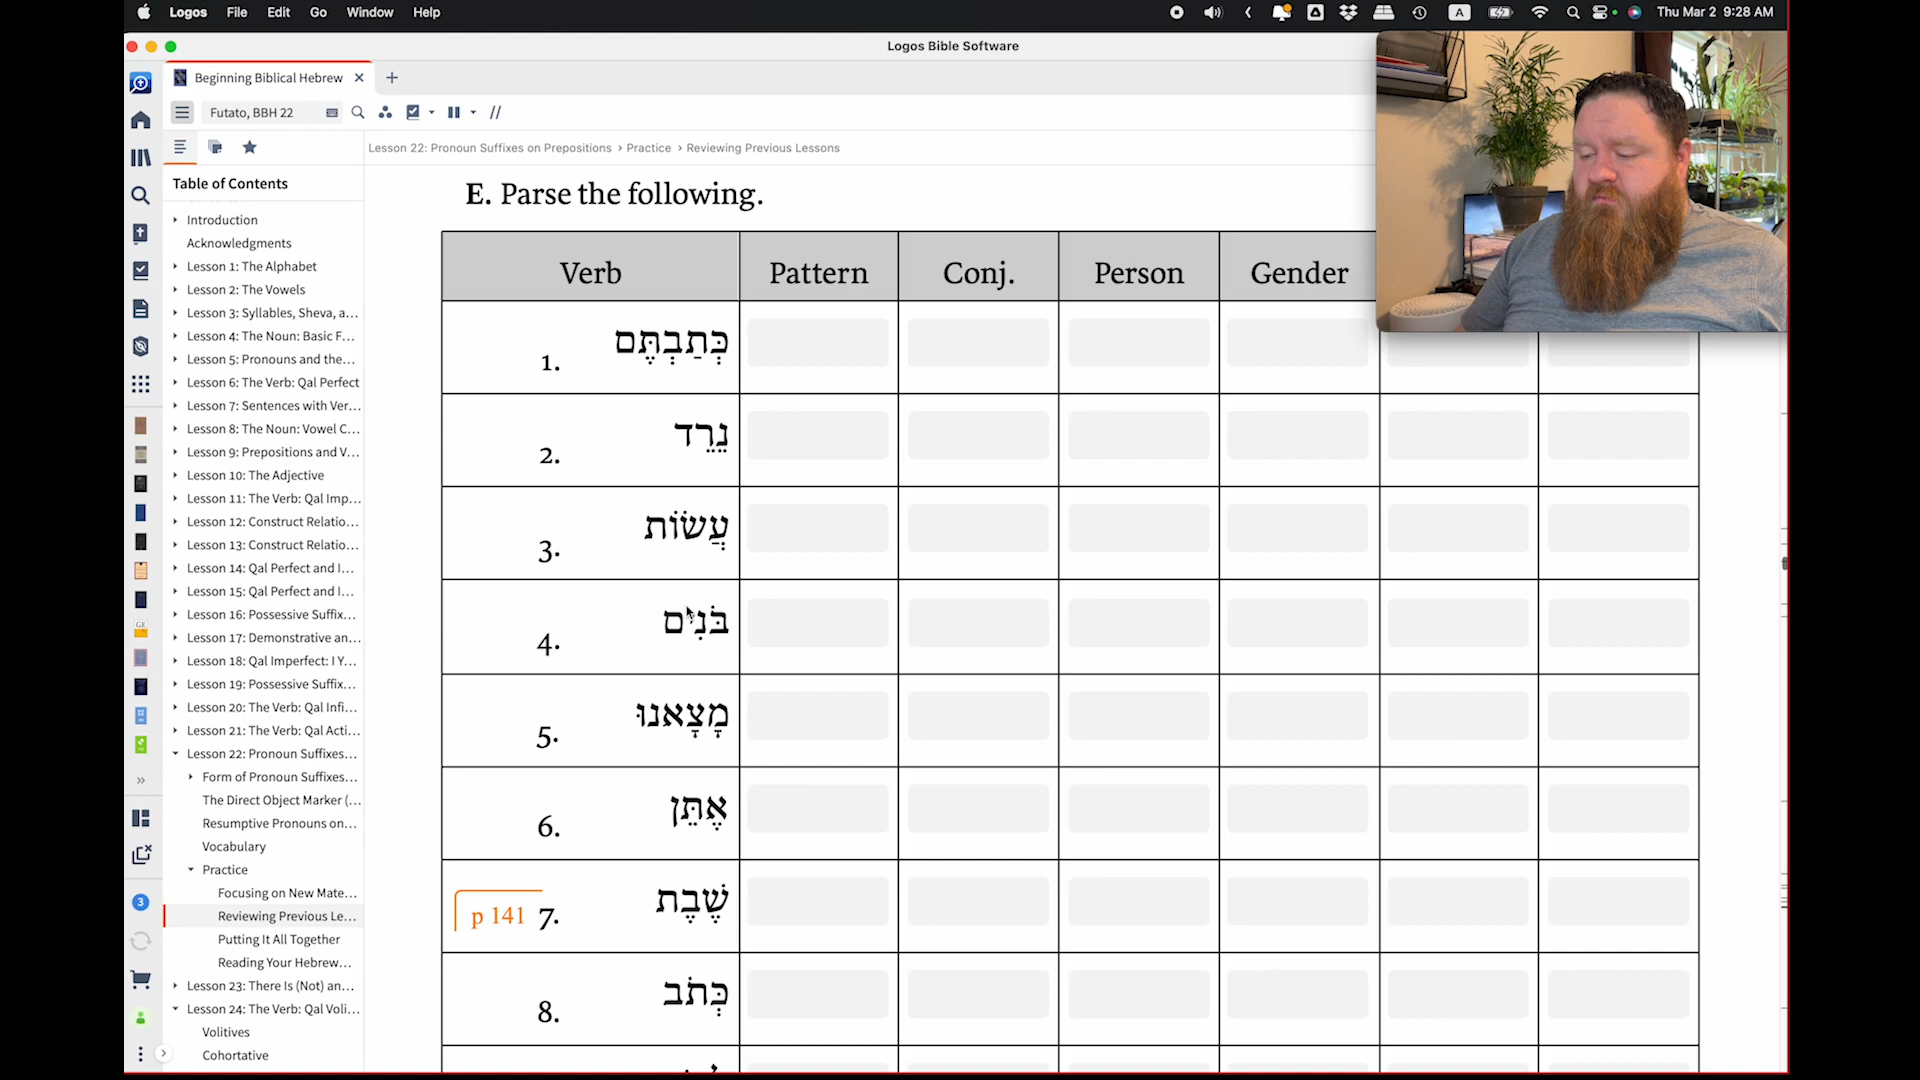 Logos File Edit Go Window Help
A
Thu Mar 2 9:28 AM
Logos Bible Software
Beginning Biblical Hebrew
Futato, BBH 22
Lesson 22: Pronoun Suffixes on Prepositions › Practice › Reviewing Previous Lessons
Table of Contents
Introduction
Acknowledgments
Lesson 1: The Alphabet
Lesson 2: The Vowels
Lesson 3: Syllables, Sheva, a...
Lesson 4: The Noun: Basic F...
Lesson 5: Pronouns and the...
Lesson 6: The Verb: Qal Perfect
Lesson 7: Sentences with Ver...
Lesson 8: The Noun: Vowel C...
Lesson 9: Prepositions and V...
Lesson 10: The Adjective
Lesson 11: The Verb: Qal Imp...
Lesson 12: Construct Relatio...
Lesson 13: Construct Relatio...
Lesson 14: Qal Perfect and I...
Lesson 15: Qal Perfect and I...
Lesson 16: Possessive Suffix...
Lesson 17: Demonstrative an...
Lesson 18: Qal Imperfect: I Y...
Lesson 19: Possessive Suffix...
Lesson 20: The Verb: Qal Infi...
Lesson 21: The Verb: Qal Acti...
Lesson 22: Pronoun Suffixes...
Form of Pronoun Suffixes...
The Direct Object Marker (...
Resumptive Pronouns on...
Vocabulary
Practice
Focusing on New Mate...
Reviewing Previous Le...
Putting It All Together
Reading Your Hebrew...
Lesson 23: There Is (Not) an...
Lesson 24: The Verb: Qal Voli...
Volitives
Cohortative
GE
3
E. Parse the following.
Verb Pattern Conj. Person Gender
1. כְּתַבְתֶּם
2. נֵרֵד
3. עֲשׂוֹת
4. בֹּנִים
5. מָצָאנוּ
6. אֶתֵּן
p 141 7. שֶׁבֶת
8. כְּתֹב